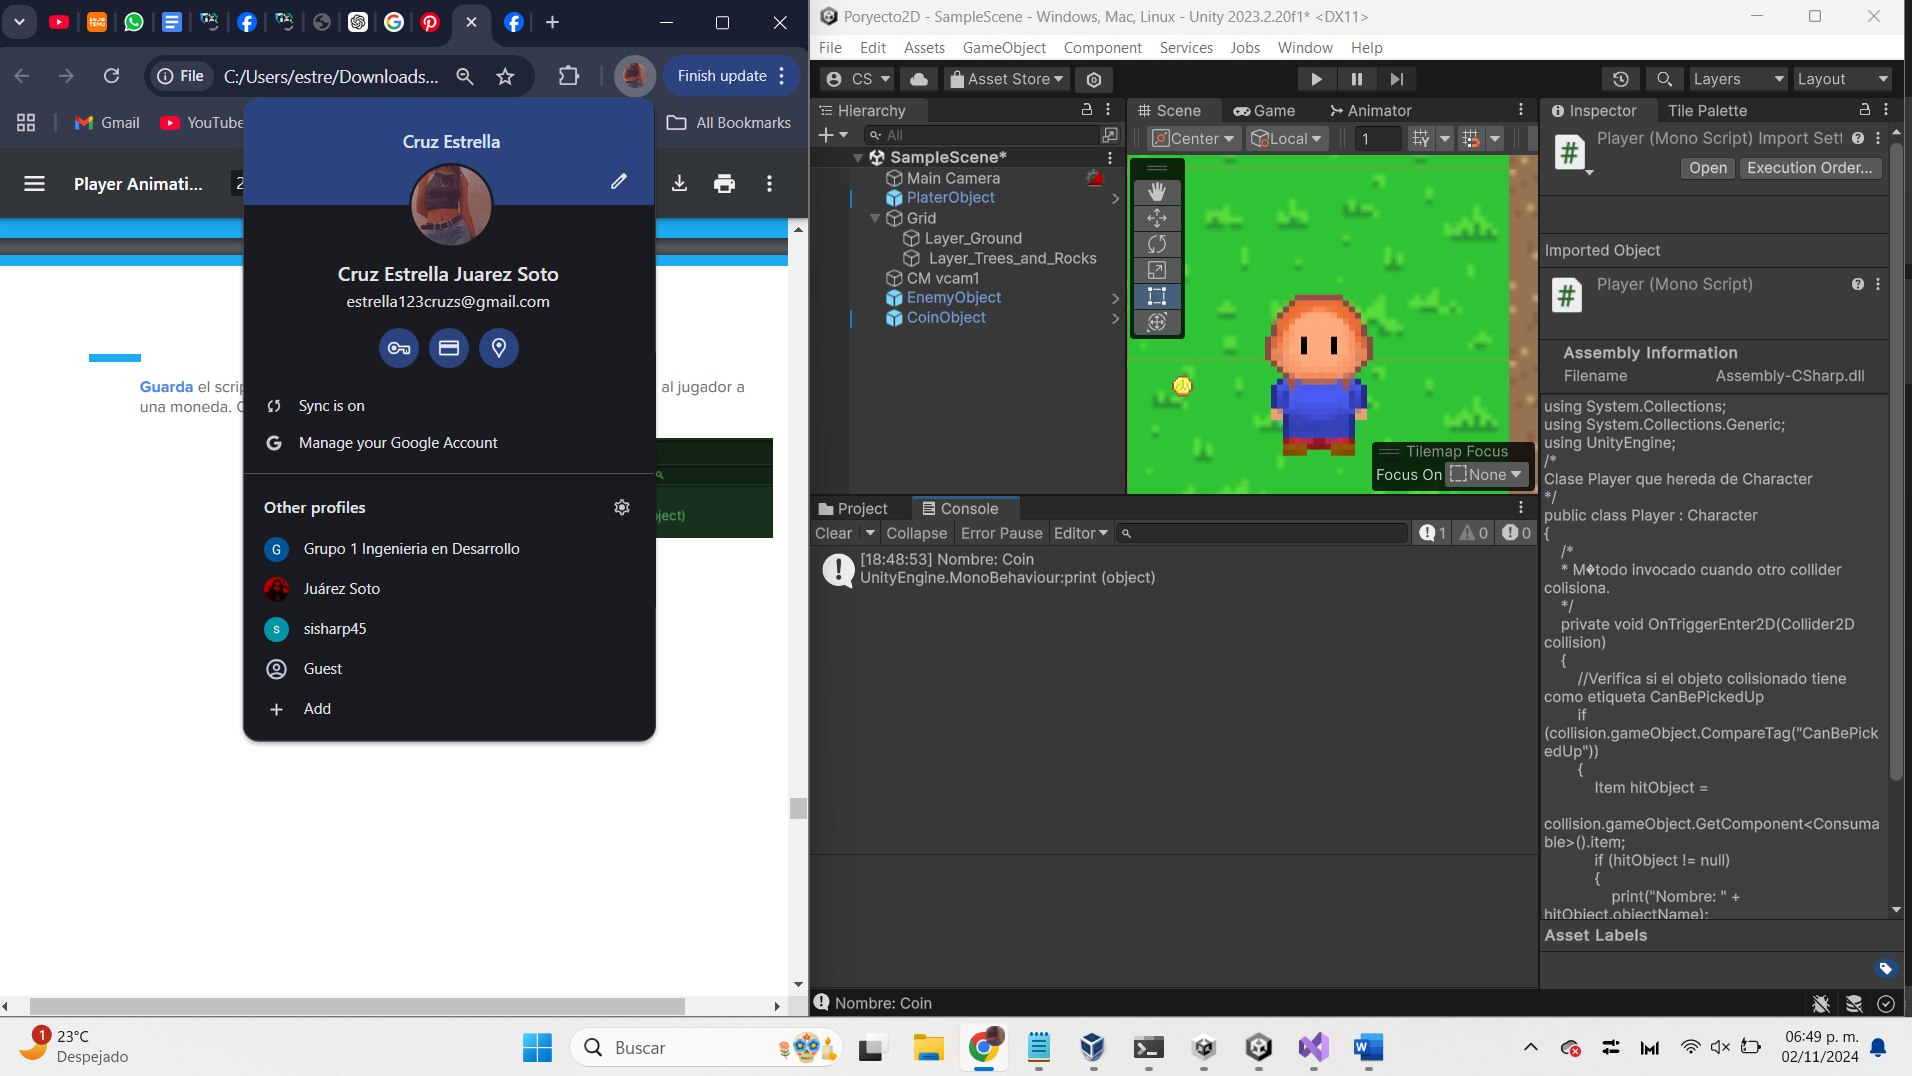 File
C:/Users/estre/Downloads...
Finish update
Gmail
YouTube
All Bookmarks
Player Animati...
2
Guarda el scrip
al jugador a
una moneda.
ject)
Cruz Estrella
Cruz Estrella Juarez Soto
estrella123cruzs@gmail.com
Sync is on
Manage your Google Account
Other profiles
G Grupo 1 Ingenieria en Desarrollo
Juárez Soto
s sisharp45
Guest
Add
Poryecto2D - SampleScene - Windows, Mac, Linux - Unity 2023.2.20f1* <DX11>
File Edit Assets GameObject Component Services Jobs Window Help
CS Asset Store Layers Layout
Hierarchy
All
SampleScene*
Main Camera
PlaterObject
Grid
Layer_Ground
Layer_Trees_and_Rocks
CM vcam1
EnemyObject
CoinObject
Scene Game Animator
Center Local 1
Tilemap Focus
Focus On None
Project Console
Clear Collapse Error Pause Editor 1 0 0
[18:48:53] Nombre: Coin
UnityEngine.MonoBehaviour:print (object)
Nombre: Coin
Inspector Tile Palette
Player (Mono Script) Import Sett
Open Execution Order...
Imported Object
Player (Mono Script)
Assembly Information
Filename Assembly-CSharp.dll
using System.Collections;
using System.Collections.Generic;
using UnityEngine;
/*
Clase Player que hereda de Character
*/
public class Player : Character
{
/*
* M�todo invocado cuando otro collider
colisiona.
*/
private void OnTriggerEnter2D(Collider2D
collision)
{
//Verifica si el objeto colisionado tiene
como etiqueta CanBePickedUp
if
(collision.gameObject.CompareTag("CanBePick
edUp"))
{
Item hitObject =
collision.gameObject.GetComponent<Consuma
ble>().item;
if (hitObject != null)
{
print("Nombre: " +
hitObject.objectName);
Asset Labels
1
23°C
Despejado
Buscar
06:49 p. m.
02/11/2024